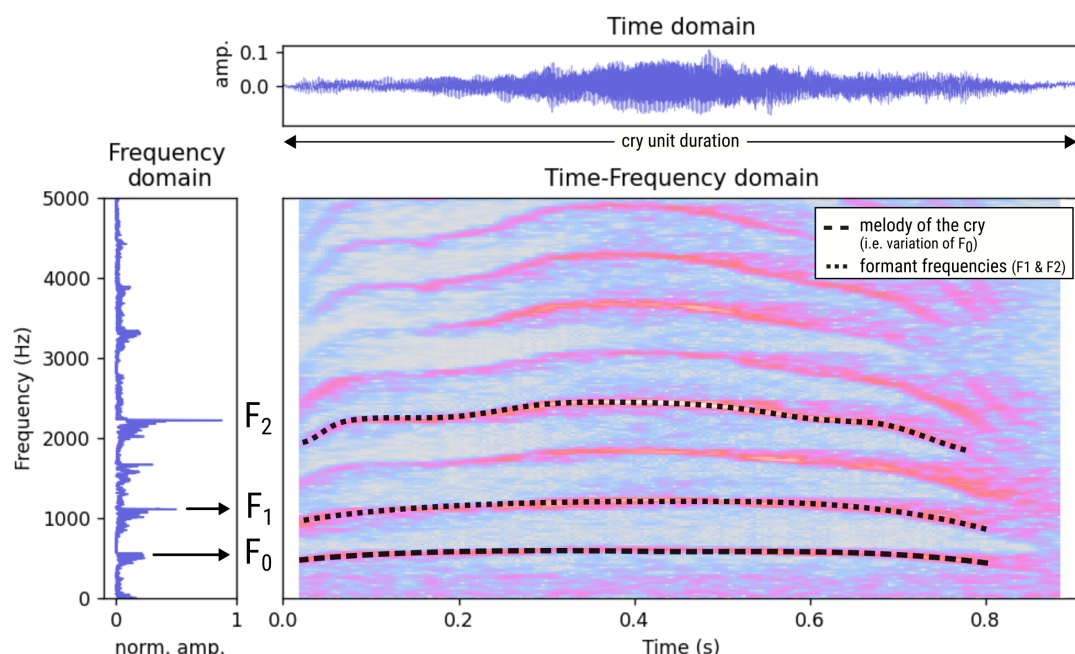 Time domain
amp.
0.1
0.0
cry unit duration
Frequency
domain
Time-Frequency domain
5000
4000
3000
2000
1000
0
Frequency (Hz)
melody of the cry
(i.e. variation of F0)
formant frequencies (F1 & F2)
F2
F1
F0
0 1
norm. amp.
0.0 0.2 0.4 0.6 0.8
Time (s)